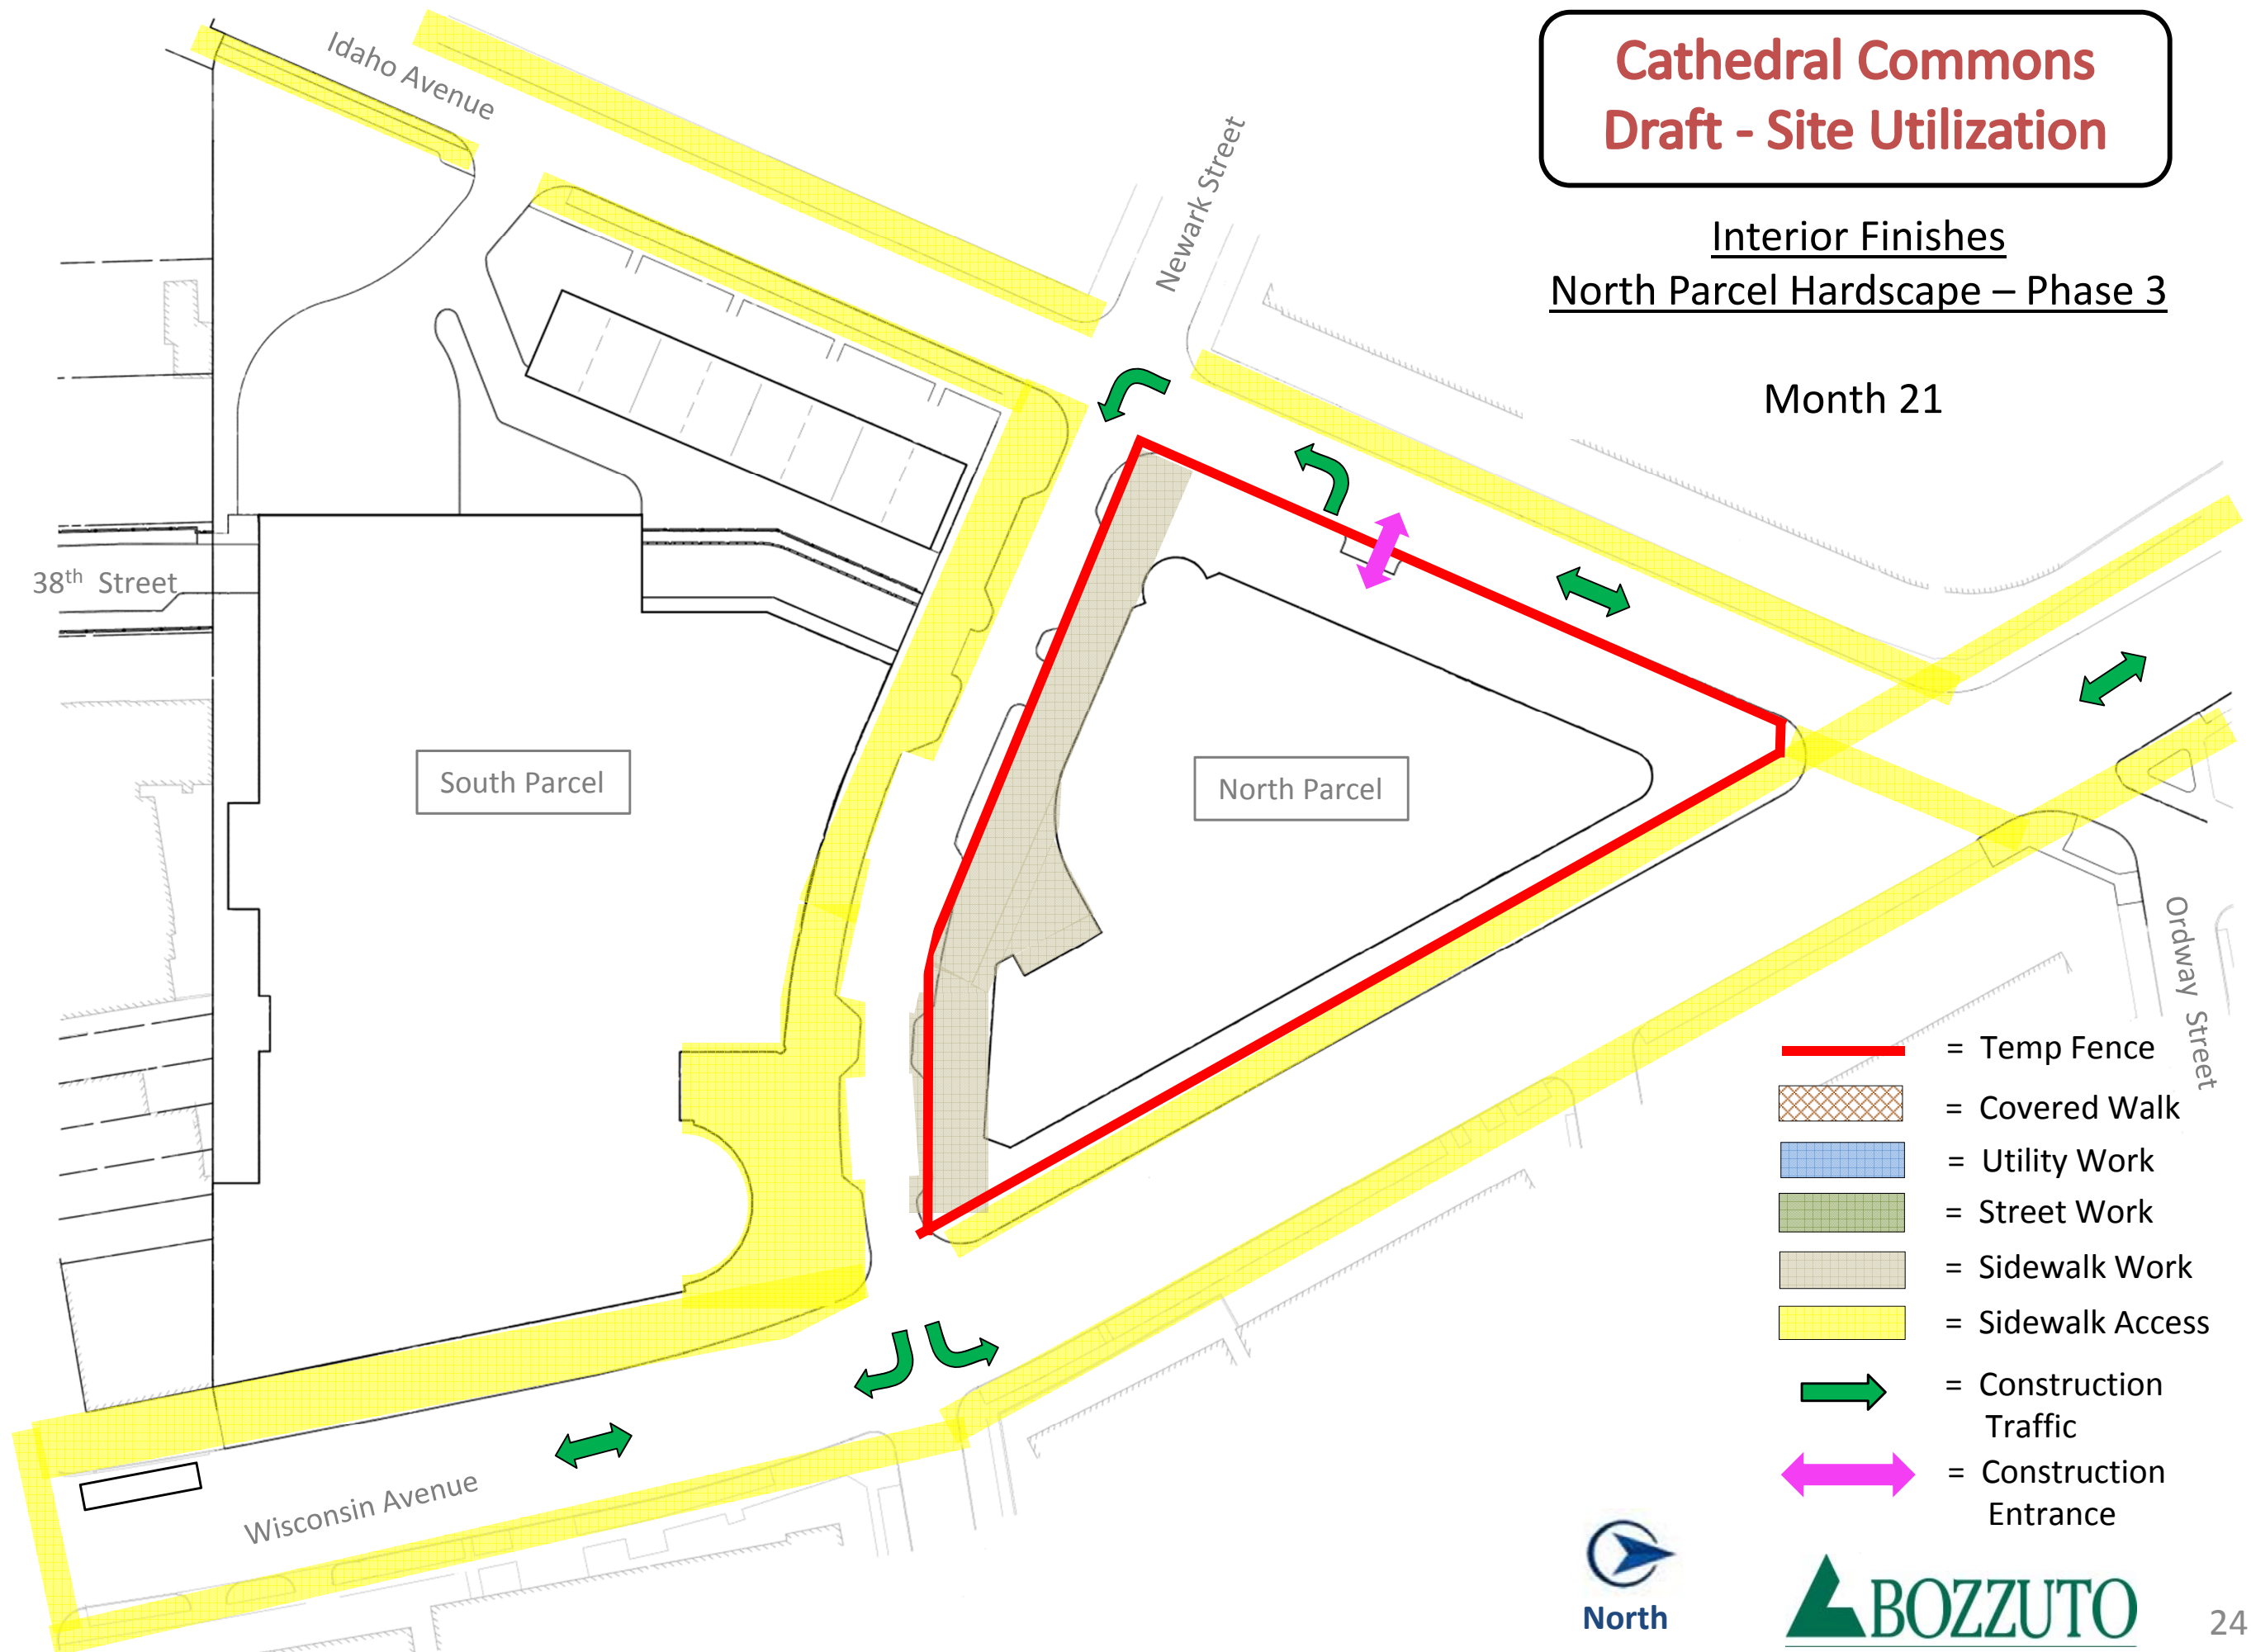 Cathedral Commons
Draft - Site Utilization
Interior Finishes
North Parcel Hardscape – Phase 3
Month 21
Idaho Avenue
Newark Street
38th Street
South Parcel
North Parcel
Ordway Street
Wisconsin Avenue
= Temp Fence
= Covered Walk
= Utility Work
= Street Work
= Sidewalk Work
= Sidewalk Access
= Construction
Traffic
= Construction
Entrance
North
BOZZUTO
24